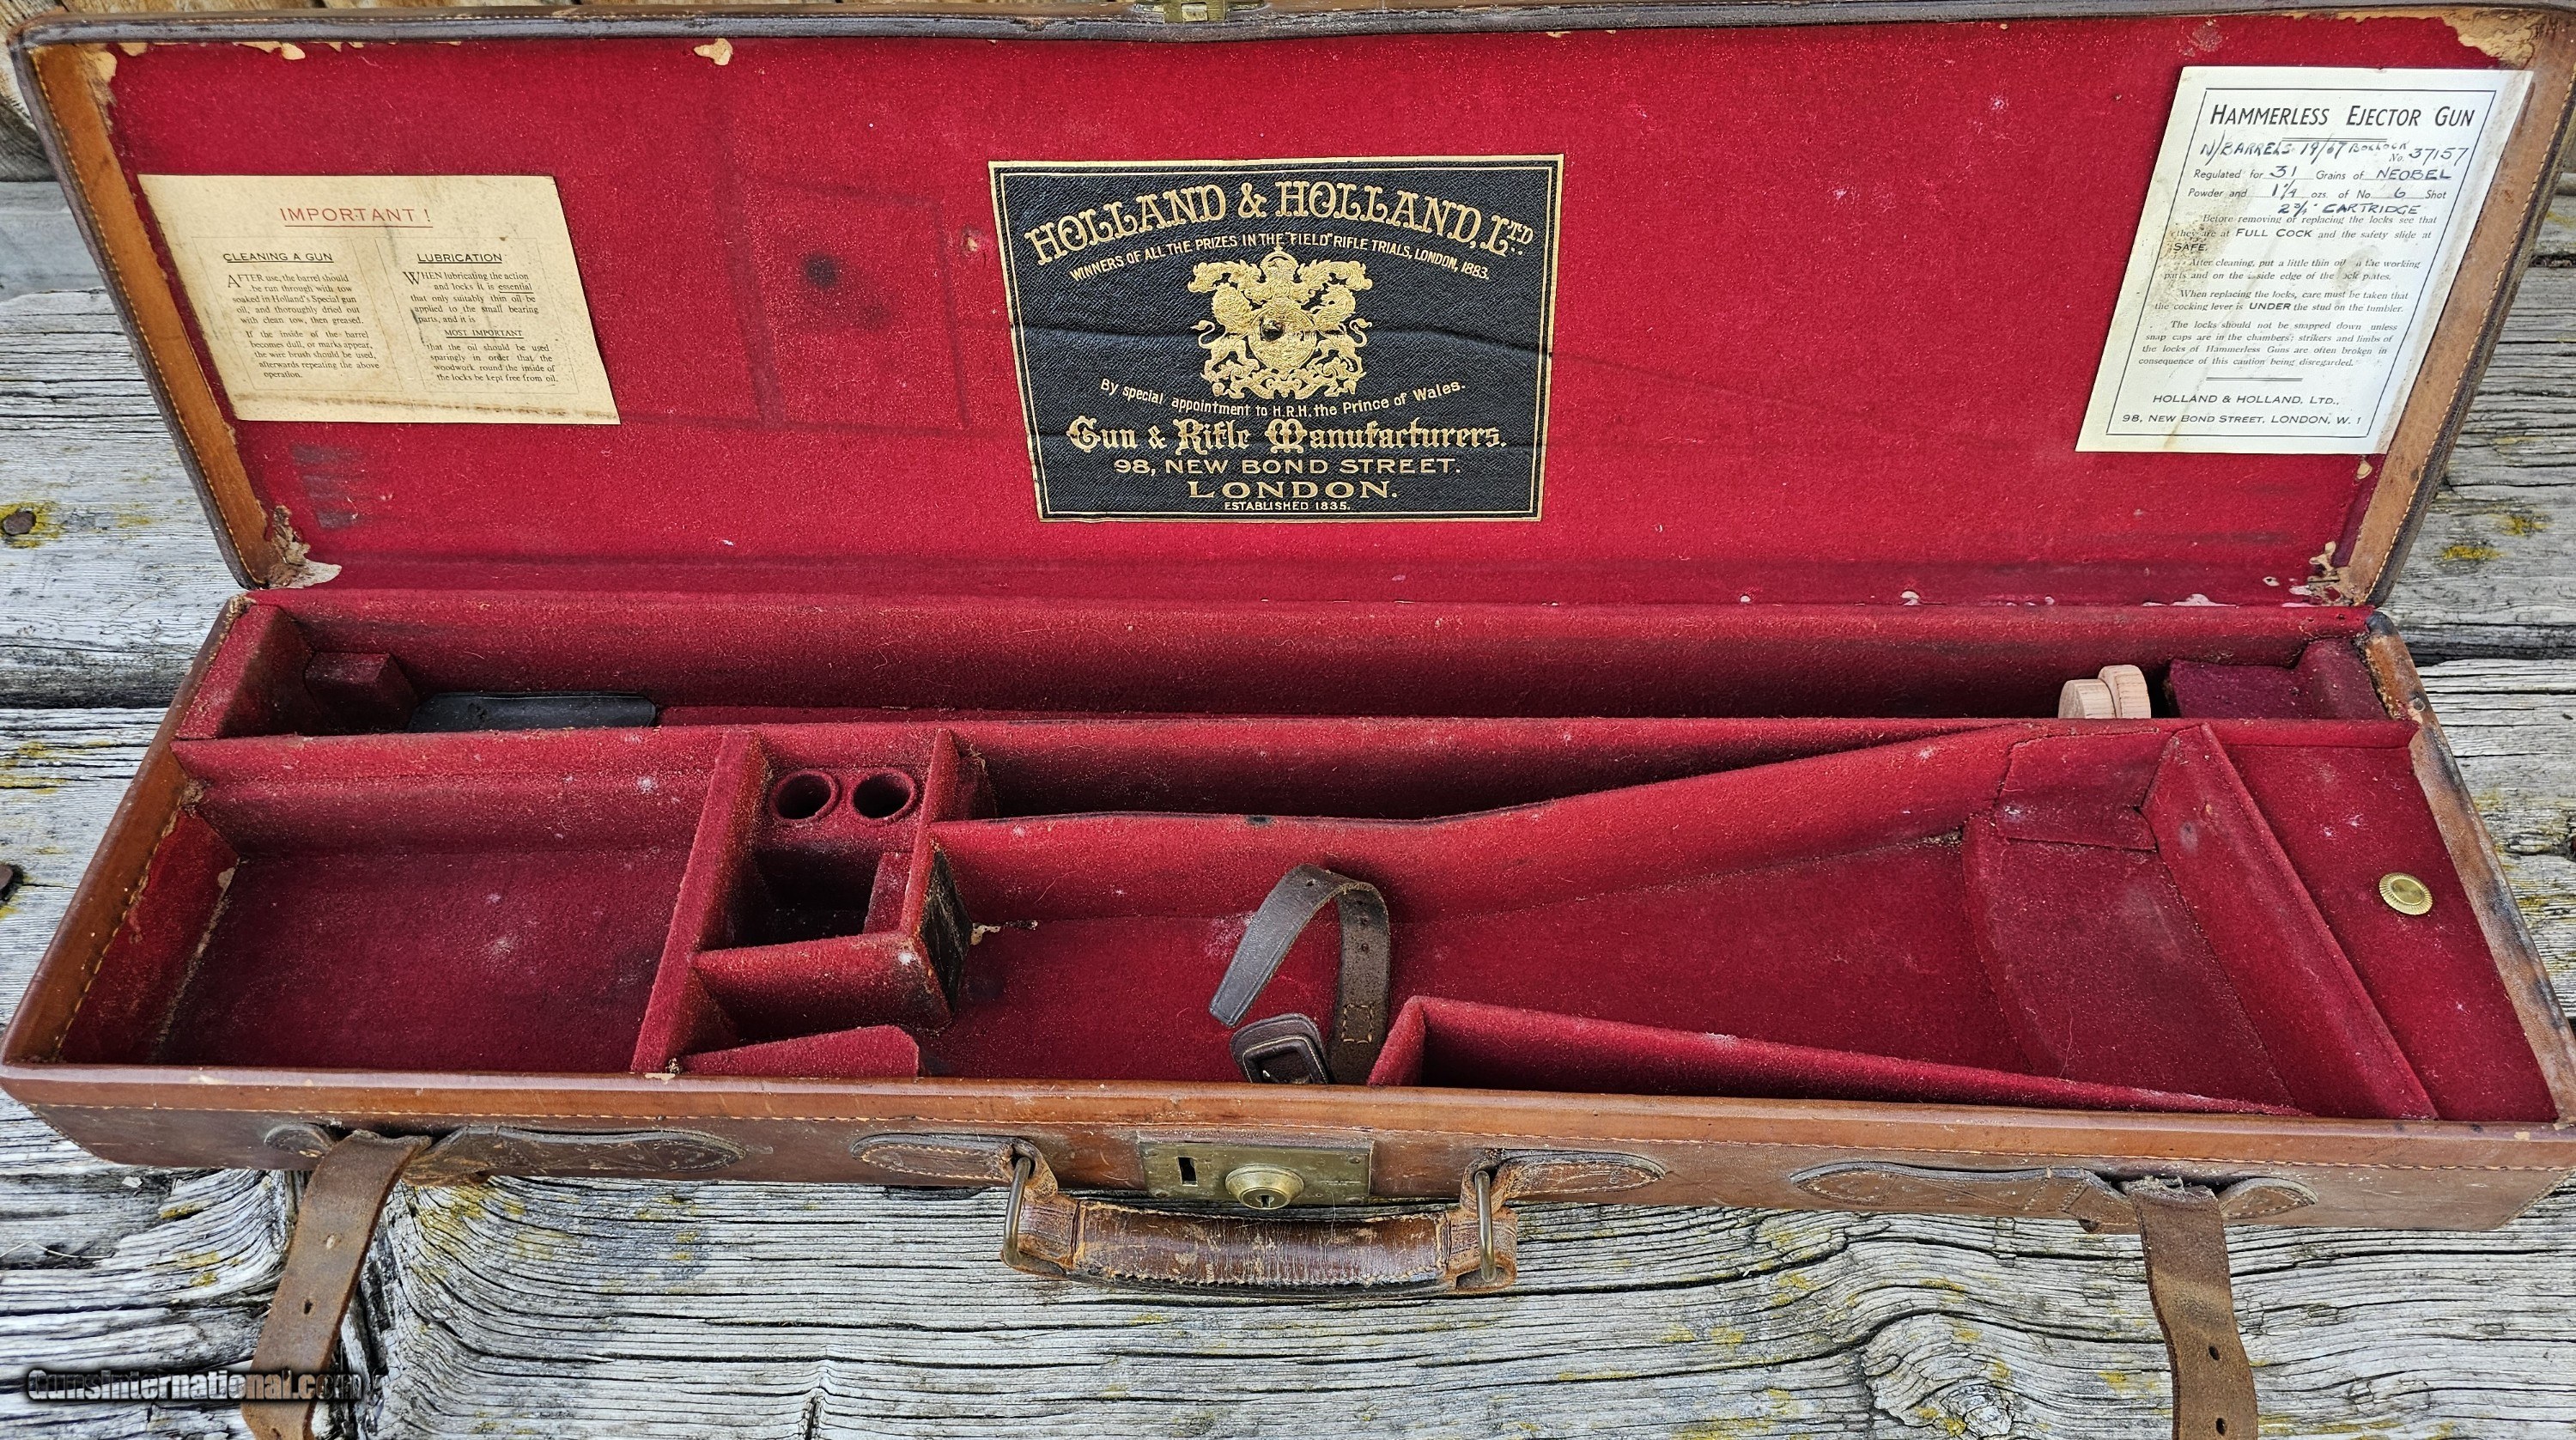 IMPORTANT !
CLEANING A GUN
AFTER use, the barrel should
be run through with tow
soaked in Holland's Special gun
oil, and thoroughly dried out
with clean tow, then greased.
If the inside of the barrel
becomes dull, or marks appear,
the wire brush should be used,
afterwards repeating the above
operation.
LUBRICATION
WHEN lubricating the action
and locks it is essential
that only suitably thin oil be
applied to the small bearing
parts, and it is
MOST IMPORTANT
that the oil should be used
sparingly in order that the
woodwork round the inside of
the locks be kept free from oil.
HOLLAND & HOLLAND, LTD.
WINNERS OF ALL THE PRIZES IN THE "FIELD" RIFLE TRIALS, LONDON, 1883.
By special appointment to H.R.H. the Prince of Wales.
Gun & Rifle Manufacturers.
98, NEW BOND STREET.
LONDON.
ESTABLISHED 1835.
HAMMERLESS EJECTOR GUN
N/BARRELS 19/67
No. 37157
Regulated for 31 Grains of NEOBEL
Powder and 1 1/4 ozs. of No 6 Shot
2 3/4" CARTRIDGE
Before removing or replacing the locks see that
they are at FULL COCK and the safety slide at
SAFE.
After cleaning, put a little thin oil the working
parts and on the side edge of the plates.
When replacing the locks, care must be taken that
the cocking lever is UNDER the stud on the tumbler.
The locks should not be snapped down unless
snap caps are in the chambers; strikers and limbs of
the locks of Hammerless Guns are often broken in
consequence of this caution being disregarded.
HOLLAND & HOLLAND, LTD.,
98, NEW BOND STREET, LONDON, W. 1
GunsInternational.com